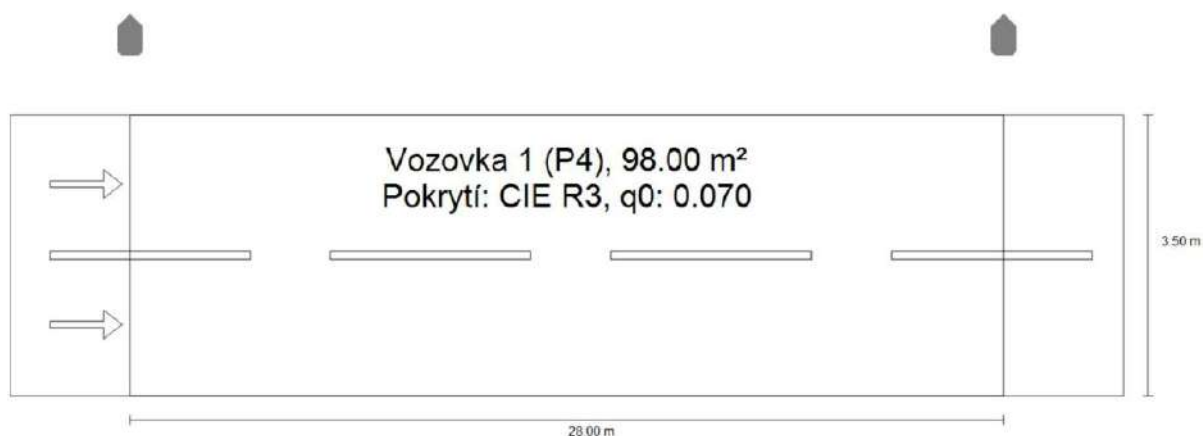 Vozovka 1 (P4), 98.00 m²
Pokrytí: CIE R3, q0: 0.070
3.50 m
28.00 m